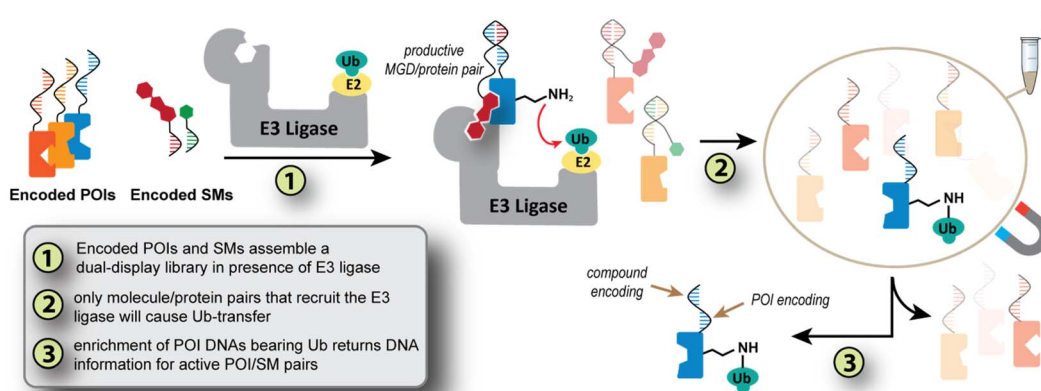 Encoded POIs
Encoded SMs
Ub
E2
E3 Ligase
1
productive
MGD/protein pair
NH2
Ub
E2
E3 Ligase
2
NH
Ub
1 Encoded POIs and SMs assemble a
dual-display library in presence of E3 ligase
2 only molecule/protein pairs that recruit the E3
ligase will cause Ub-transfer
3 enrichment of POI DNAs bearing Ub returns DNA
information for active POI/SM pairs
compound
encoding
POI encoding
NH
Ub
3